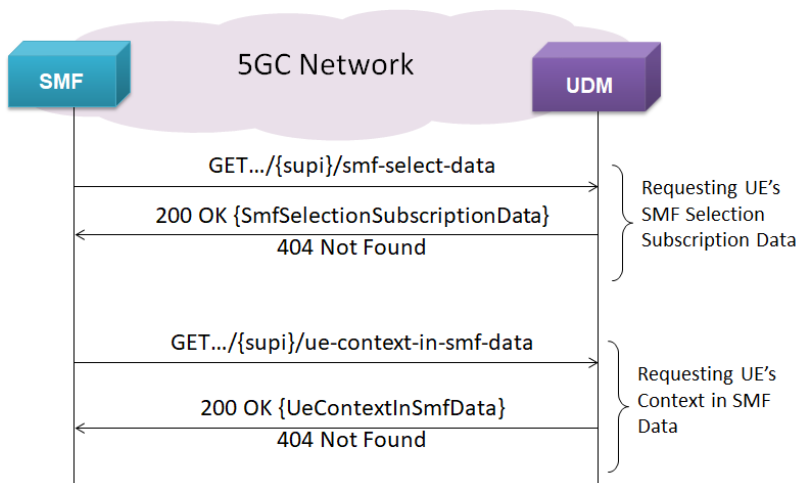 5GC Network
SMF
UDM
GET.../{supi}/smf-select-data
200 OK {SmfSelectionSubscriptionData}
404 Not Found
Requesting UE’s
SMF Selection
Subscription Data
GET.../{supi}/ue-context-in-smf-data
200 OK {UeContextInSmfData}
404 Not Found
Requesting UE’s
Context in SMF
Data